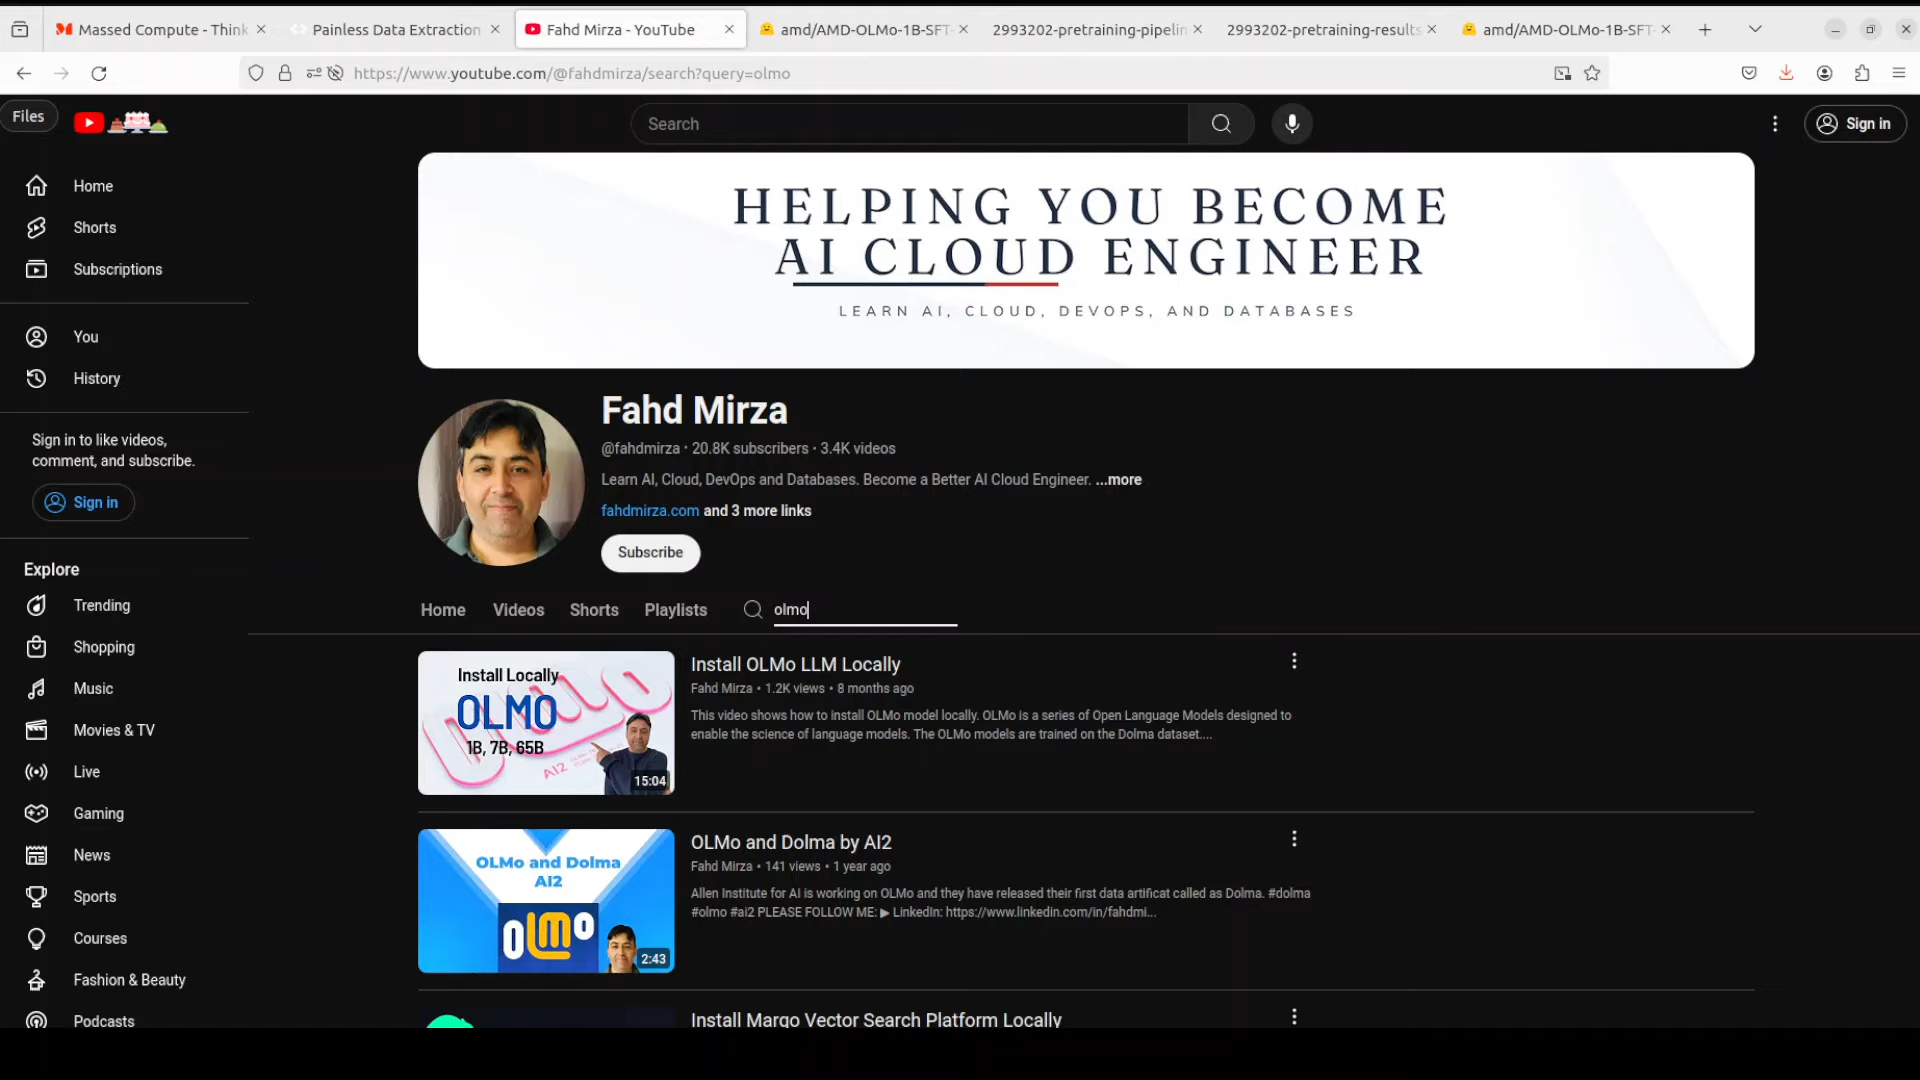 Massed Compute - Think
Painless Data Extraction
Fahd Mirza - YouTube
amd/AMD-OLMo-1B-SFT-
2993202-pretraining-pipelin
2993202-pretraining-results
amd/AMD-OLMo-1B-SFT-
https://www.youtube.com/@fahdmirza/search?query=olmo
Files
Search
Sign in
Home
Shorts
Subscriptions
You
History
Sign in to like videos,
comment, and subscribe.
Sign in
Explore
Trending
Shopping
Music
Movies & TV
Live
Gaming
News
Sports
Courses
Fashion & Beauty
Podcasts
HELPING YOU BECOME
AI CLOUD ENGINEER
LEARN AI, CLOUD, DEVOPS, AND DATABASES
Fahd Mirza
@fahdmirza • 20.8K subscribers • 3.4K videos
Learn AI, Cloud, DevOps and Databases. Become a Better AI Cloud Engineer. ...more
fahdmirza.com and 3 more links
Subscribe
Home Videos Shorts Playlists olmo
Install Locally
OLMO
1B, 7B, 65B
AI2
15:04
Install OLMo LLM Locally
Fahd Mirza • 1.2K views • 8 months ago
This video shows how to install OLMo model locally. OLMo is a series of Open Language Models designed to
enable the science of language models. The OLMo models are trained on the Dolma dataset....
OLMo and Dolma
AI2
OLMo
2:43
OLMo and Dolma by AI2
Fahd Mirza • 141 views • 1 year ago
Allen Institute for AI is working on OLMo and they have released their first data artificat called as Dolma. #dolma
#olmo #ai2 PLEASE FOLLOW ME: ▶ LinkedIn: https://www.linkedin.com/in/fahdmi...
Install Marqo Vector Search Platform Locally